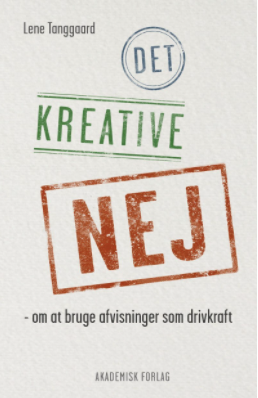 Lene Tanggaard
DET
KREATIVE
NEJ
- om at bruge afvisninger som drivkraft
AKADEMISK FORLAG